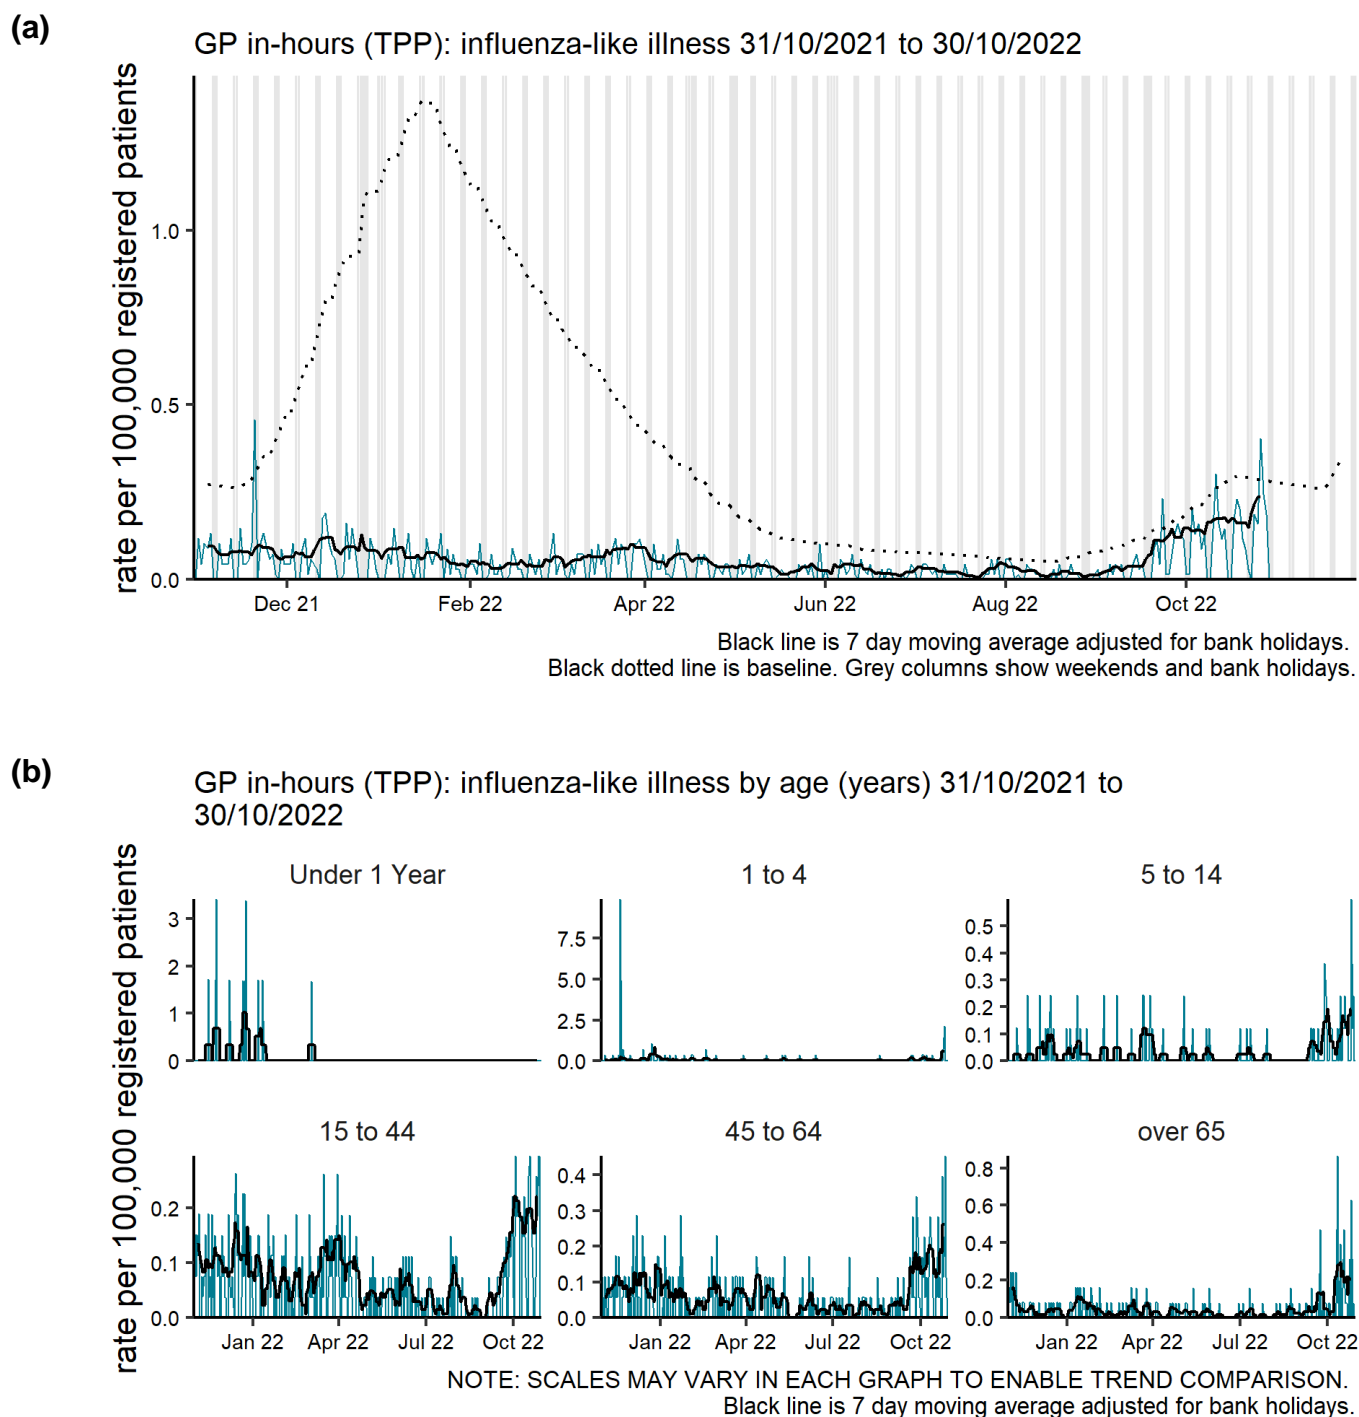 (a)
GP in-hours (TPP): influenza-like illness 31/10/2021 to 30/10/2022
rate per 100,000 registered patients
1.0
0.5
0.0
Dec 21 Feb 22 Apr 22 Jun 22 Aug 22 Oct 22
Black line is 7 day moving average adjusted for bank holidays.
Black dotted line is baseline. Grey columns show weekends and bank holidays.
(b)
GP in-hours (TPP): influenza-like illness by age (years) 31/10/2021 to
30/10/2022
rate per 100,000 registered patients
Under 1 Year
3
2
1
0
1 to 4
7.5
5.0
2.5
0.0
5 to 14
0.5
0.4
0.3
0.2
0.1
0.0
15 to 44
0.2
0.1
0.0
Jan 22 Apr 22 Jul 22 Oct 22
45 to 64
0.4
0.3
0.2
0.1
0.0
Jan 22 Apr 22 Jul 22 Oct 22
over 65
0.8
0.6
0.4
0.2
0.0
Jan 22 Apr 22 Jul 22 Oct 22
NOTE: SCALES MAY VARY IN EACH GRAPH TO ENABLE TREND COMPARISON.
Black line is 7 day moving average adjusted for bank holidays.